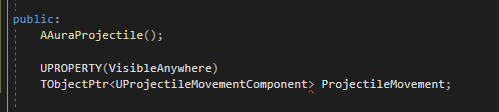 public:
AAuraProjectile();
UPROPERTY(VisibleAnywhere)
TObjectPtr<UProjectileMovementComponent> ProjectileMovement;